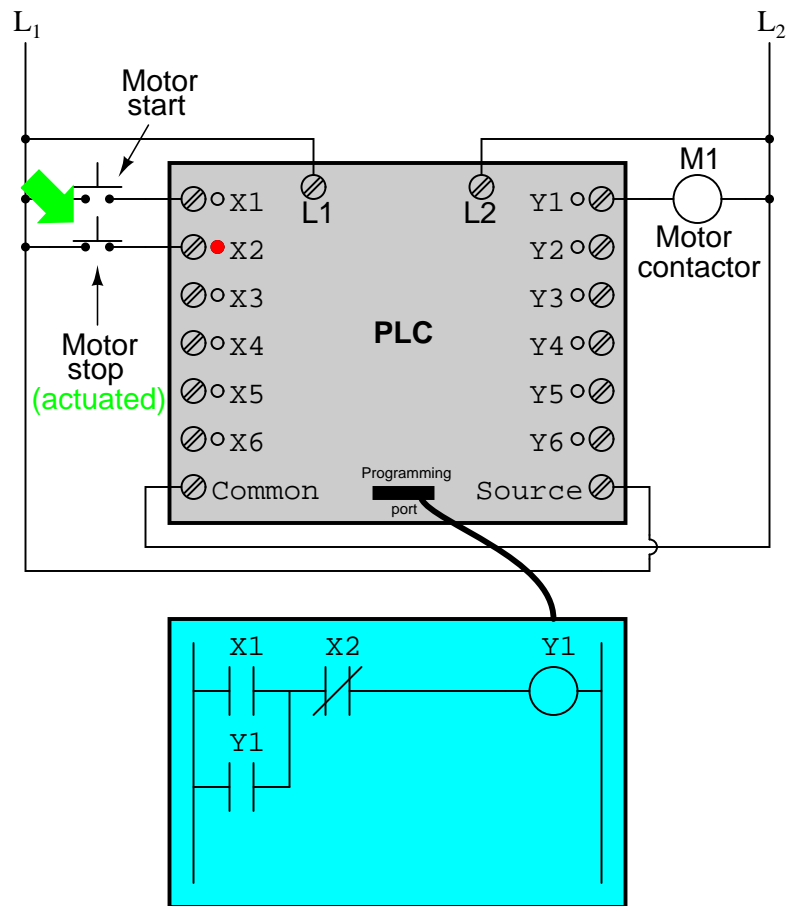 L1 L2
Motor
start
M1
X1 L1 L2 Y1
Motor
contactor
X2 Y2
X3 Y3
Motor
stop
(actuated)
X4 PLC Y4
X5 Y5
X6 Y6
Common Programming
port Source
X1 X2 Y1
Y1